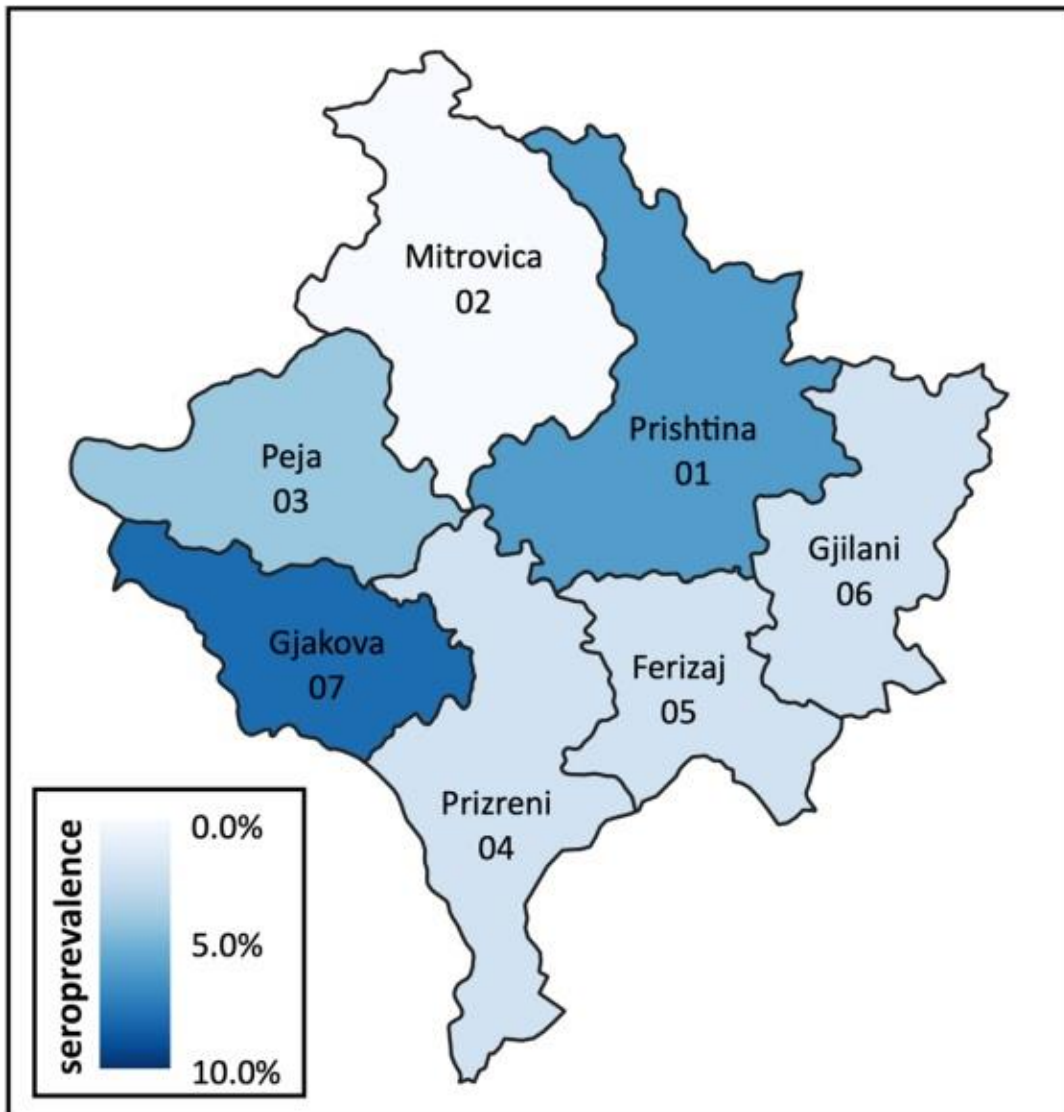 Mitrovica
02
Prishtina
01
Peja
03
Gjilani
06
Gjakova
07
Ferizaj
05
Prizreni
04
seroprevalence
0.0%
5.0%
10.0%